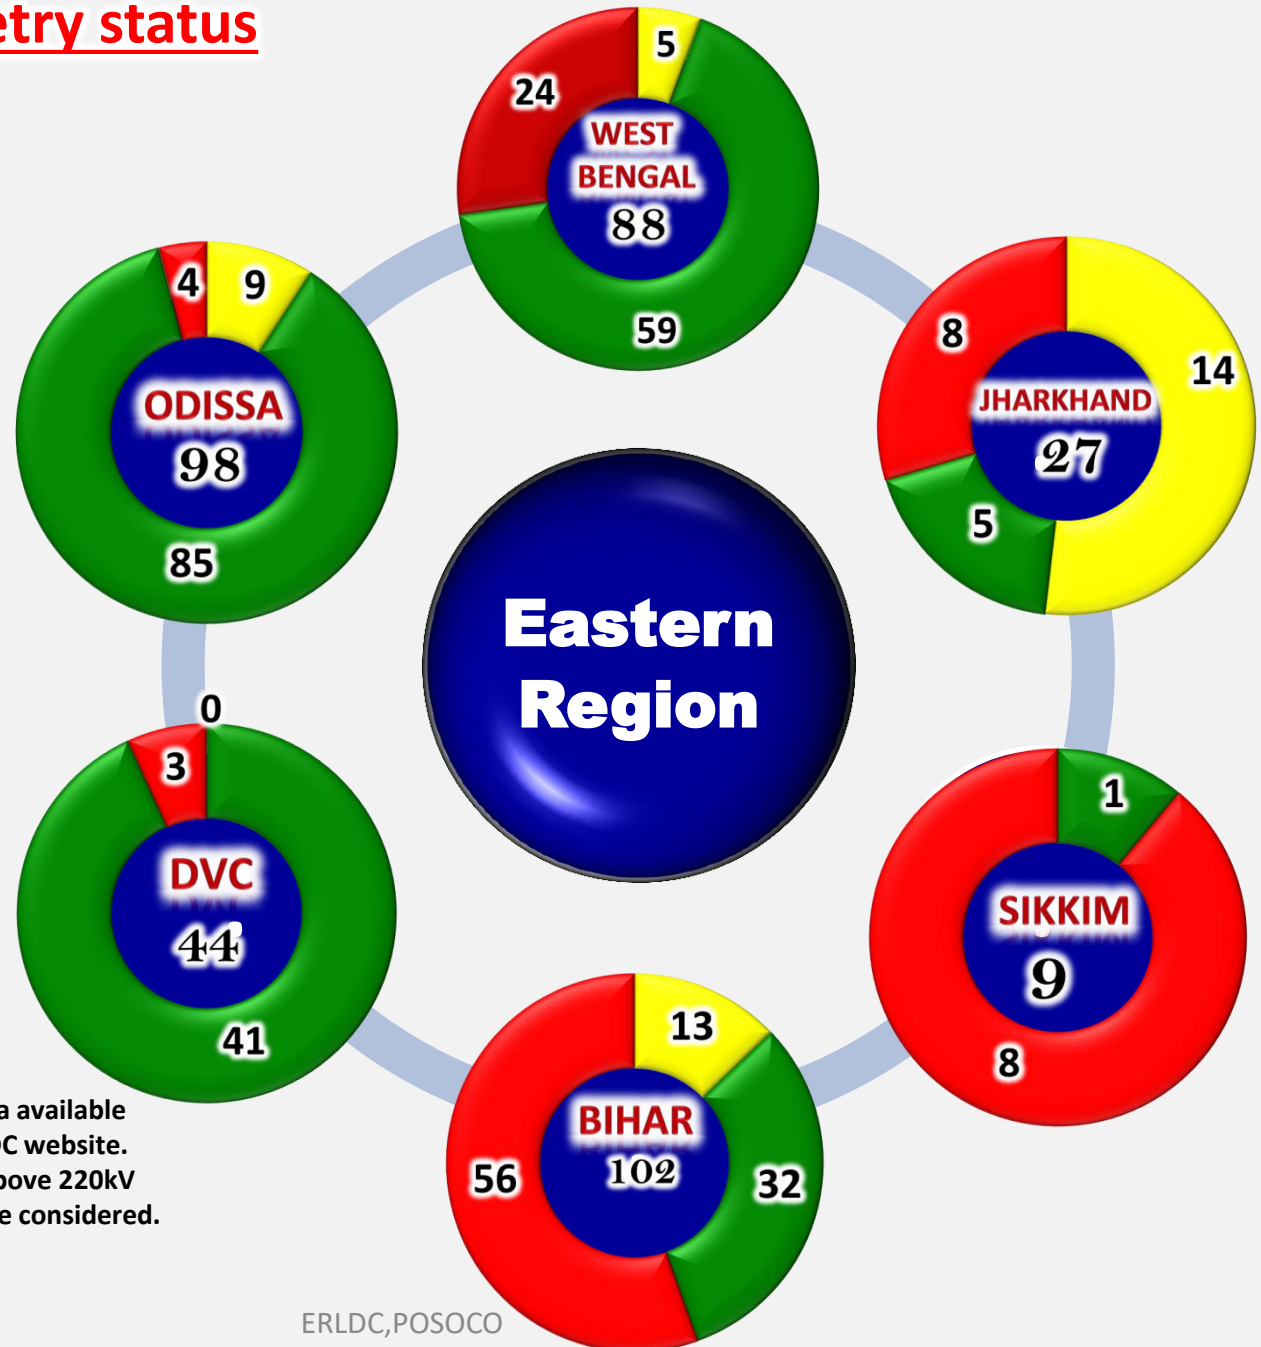 etry status
5
24
WEST
BENGAL
88
59
4
9
ODISSA
98
85
8
14
JHARKHAND
27
5
Eastern
Region
0
3
DVC
44
41
1
SIKKIM
9
8
13
BIHAR
102
56
32
a available
C website.
bove 220kV
e considered.
ERLDC,POSOCO